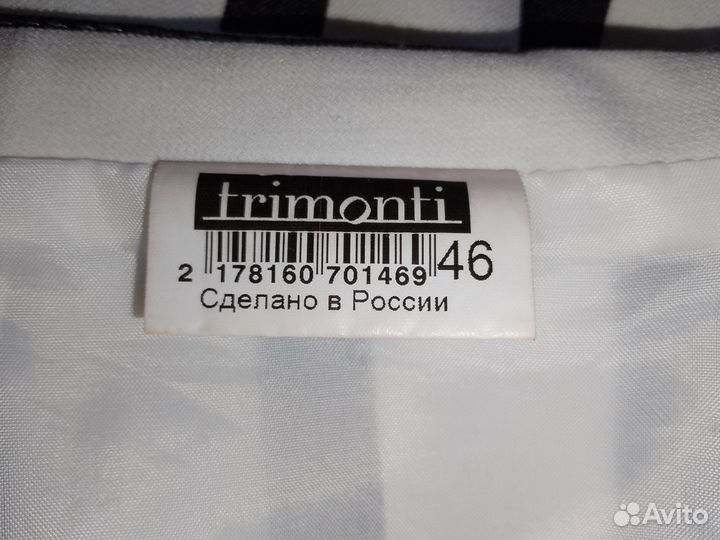 trimonti
2 178160 701469 46
Сделано в России
Avito